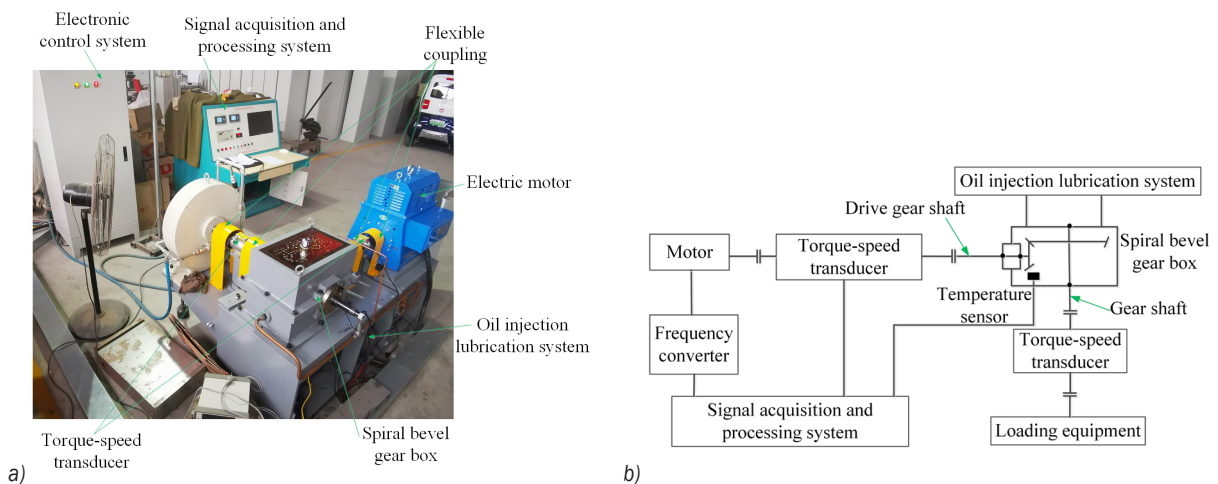 Electronic
control system
Signal acquisition and
processing system
Flexible
coupling
Electric motor
Oil injection
lubrication system
Spiral bevel
gear box
Torque-speed
transducer
a)
Oil injection lubrication system
Drive gear shaft
Motor
Torque-speed
transducer
Spiral bevel
gear box
Temperature
sensor
Gear shaft
Frequency
converter
Torque-speed
transducer
Signal acquisition and
processing system
Loading equipment
b)